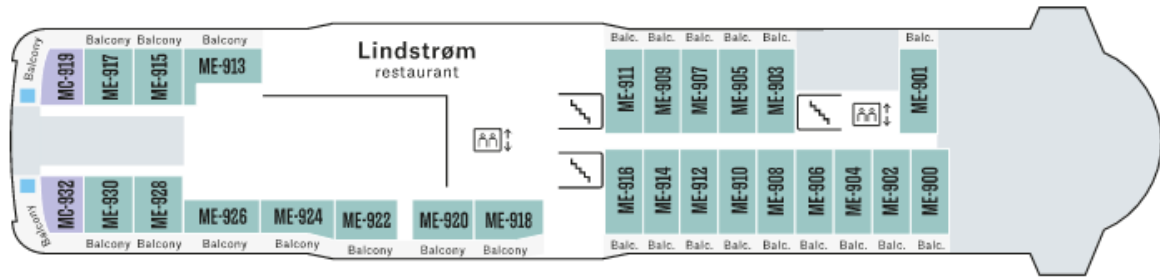 Balcony Balcony Balcony Balcony
MC-919 ME-917 ME-915 ME-913
Lindstrøm
restaurant
Balc. Balc. Balc. Balc. Balc. Balc.
ME-911 ME-909 ME-907 ME-905 ME-903 ME-901
MC-932 ME-930 ME-928 ME-926 ME-924 ME-922 ME-920 ME-918
ME-916 ME-914 ME-912 ME-910 ME-908 ME-906 ME-904 ME-902 ME-900
Balcony Balcony Balcony Balcony Balcony Balcony Balcony Balcony
Balc. Balc. Balc. Balc. Balc. Balc. Balc. Balc. Balc.